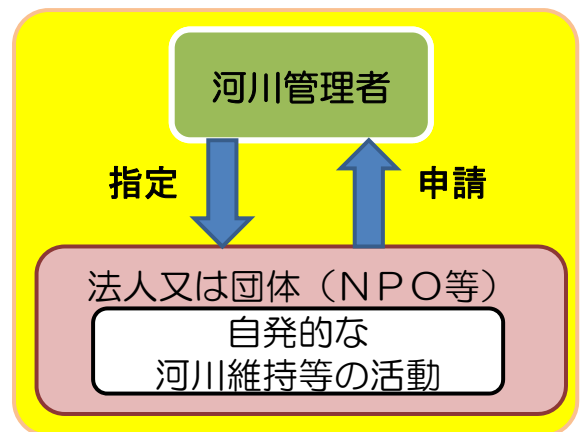 河川管理者
指定
申請
法人又は団体（ＮＰＯ等）
自発的な
河川維持等の活動